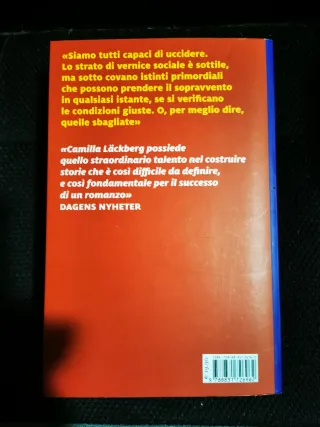 «Siamo tutti capaci di uccidere.
Lo strato di vernice sociale è sottile,
ma sotto covano istinti primordiali
che possono prendere il sopravvento
in qualsiasi istante, se si verificano
le condizioni giuste. O, per meglio dire,
quelle sbagliate»
«Camilla Läckberg possiede
quello straordinario talento nel costruire
storie che è così difficile da definire,
e così fondamentale per il successo
di un romanzo»
DAGENS NYHETER